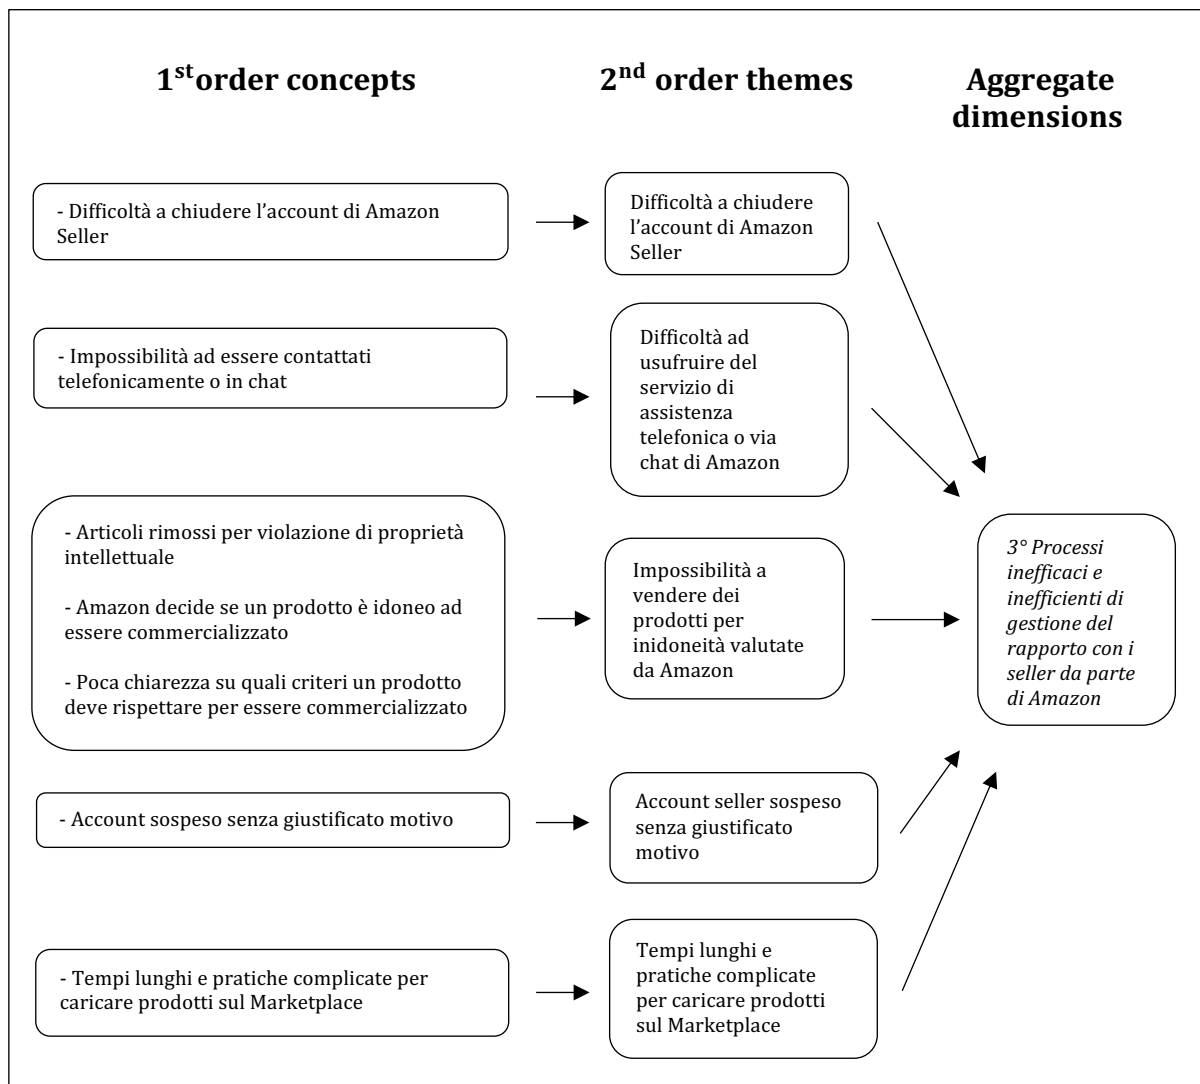 1st order concepts
2nd order themes
Aggregate
dimensions
- Difficoltà a chiudere l’account di Amazon
Seller
Difficoltà a chiudere
l’account di Amazon
Seller
- Impossibilità ad essere contattati
telefonicamente o in chat
Difficoltà ad
usufruire del
servizio di
assistenza
telefonica o via
chat di Amazon
- Articoli rimossi per violazione di proprietà
intellettuale
- Amazon decide se un prodotto è idoneo ad
essere commercializzato
- Poca chiarezza su quali criteri un prodotto
deve rispettare per essere commercializzato
Impossibilità a
vendere dei
prodotti per
inidoneità valutate
da Amazon
3° Processi
inefficaci e
inefficienti di
gestione del
rapporto con i
seller da parte
di Amazon
- Account sospeso senza giustificato motivo
Account seller sospeso
senza giustificato
motivo
- Tempi lunghi e pratiche complicate per
caricare prodotti sul Marketplace
Tempi lunghi e
pratiche complicate
per caricare prodotti
sul Marketplace